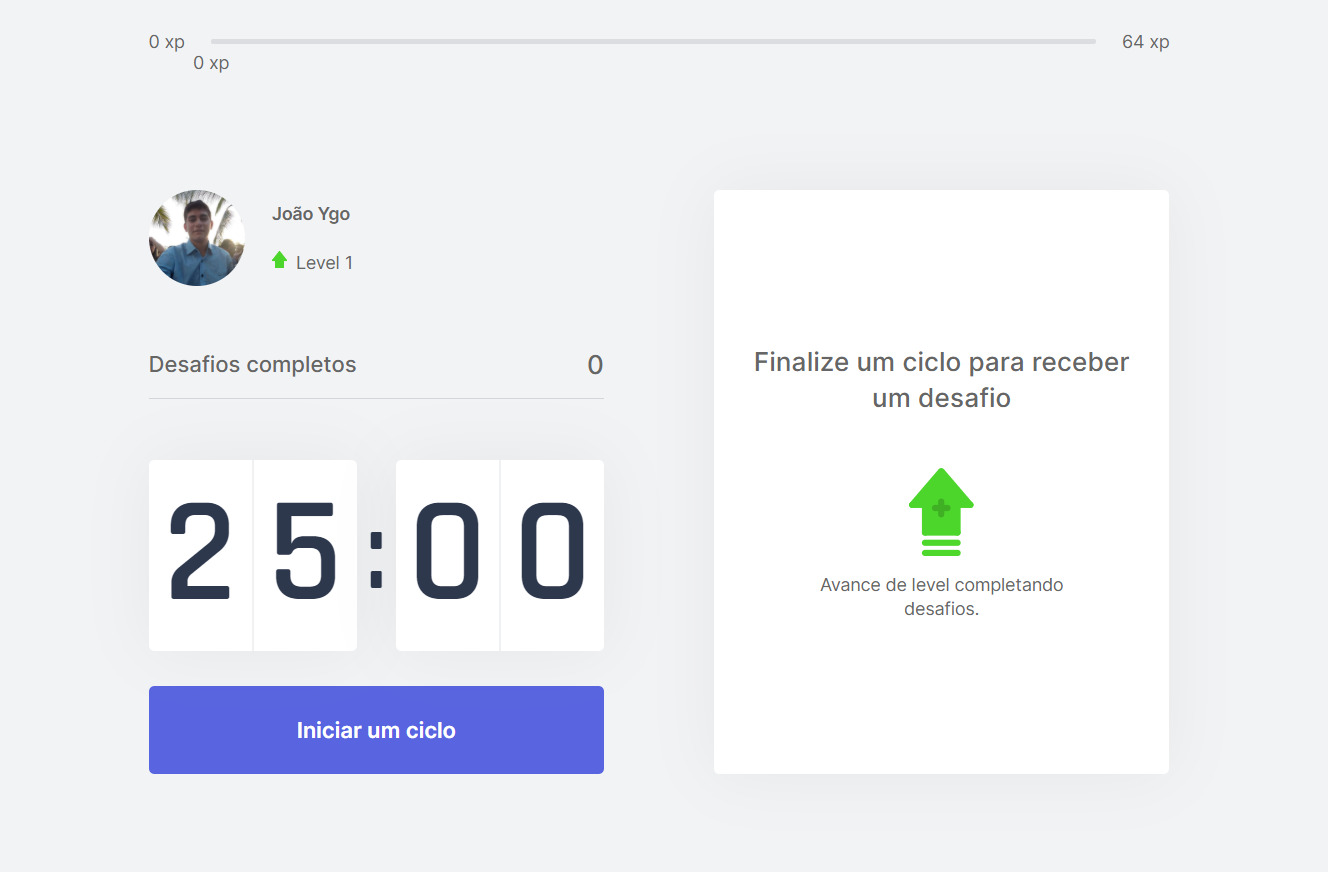 0 xp
64 xp
0 xp
João Ygo
Level 1
Desafios completos
0
25:00
Iniciar um ciclo
Finalize um ciclo para receber
um desafio
Avance de level completando
desafios.